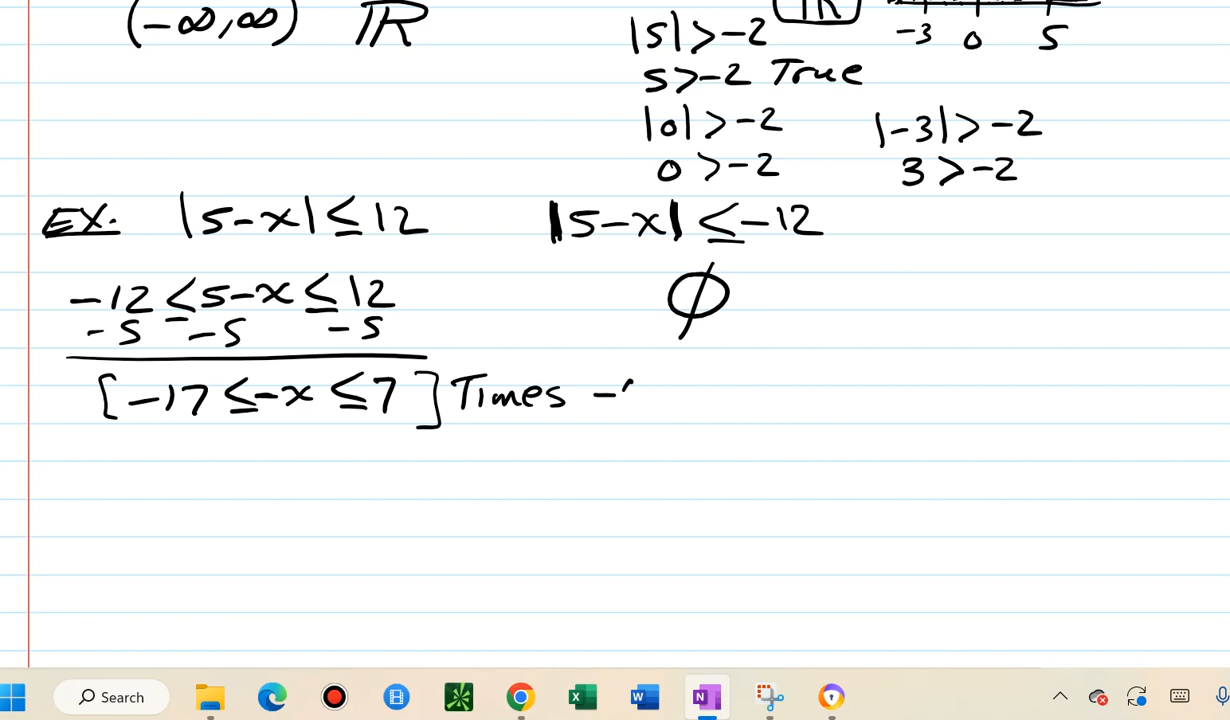 (-∞,∞) ℝ
ℝ
-3 0 5
|5| > -2
5 > -2 True
|0| > -2 |-3| > -2
0 > -2 3 > -2
EX: |5-x| ≤ 12 |5-x| ≤ -12
-12 ≤ 5-x ≤ 12 ∅
-5 -5 -5
[-17 ≤ -x ≤ 7] Times -
Search